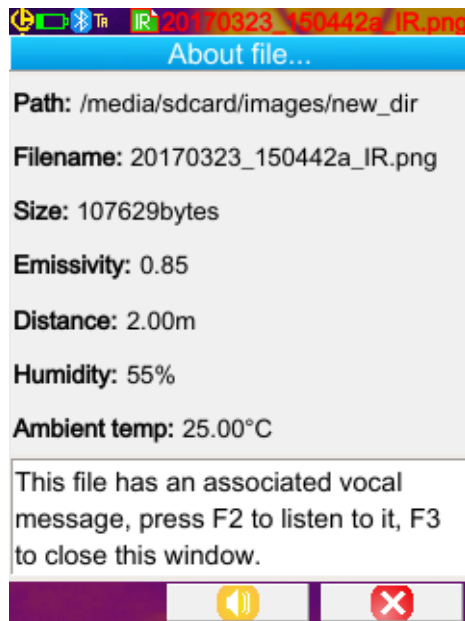 TR IR 20170323_150442a_IR.png
About file...
Path: /media/sdcard/images/new_dir
Filename: 20170323_150442a_IR.png
Size: 107629bytes
Emissivity: 0.85
Distance: 2.00m
Humidity: 55%
Ambient temp: 25.00°C
This file has an associated vocal
message, press F2 to listen to it, F3
to close this window.